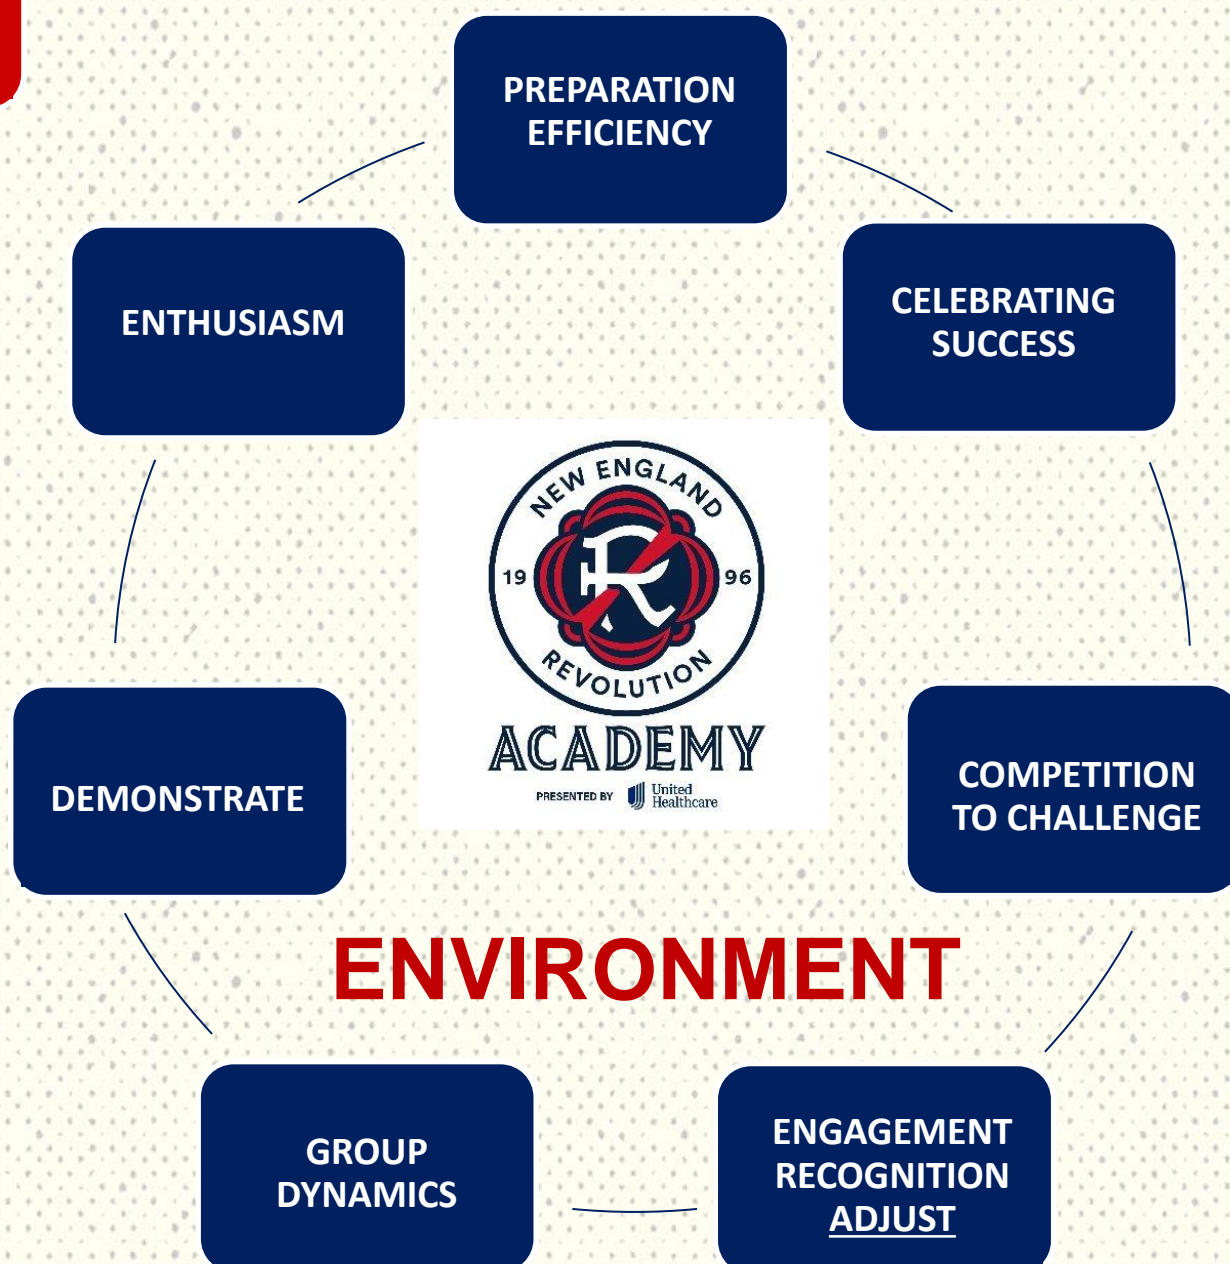 PREPARATION
EFFICIENCY
CELEBRATING
SUCCESS
ENTHUSIASM
NEW ENGLAND
19 96
REVOLUTION
ACADEMY
PRESENTED BY United
Healthcare
COMPETITION
TO CHALLENGE
DEMONSTRATE
ENVIRONMENT
ENGAGEMENT
RECOGNITION
ADJUST
GROUP
DYNAMICS